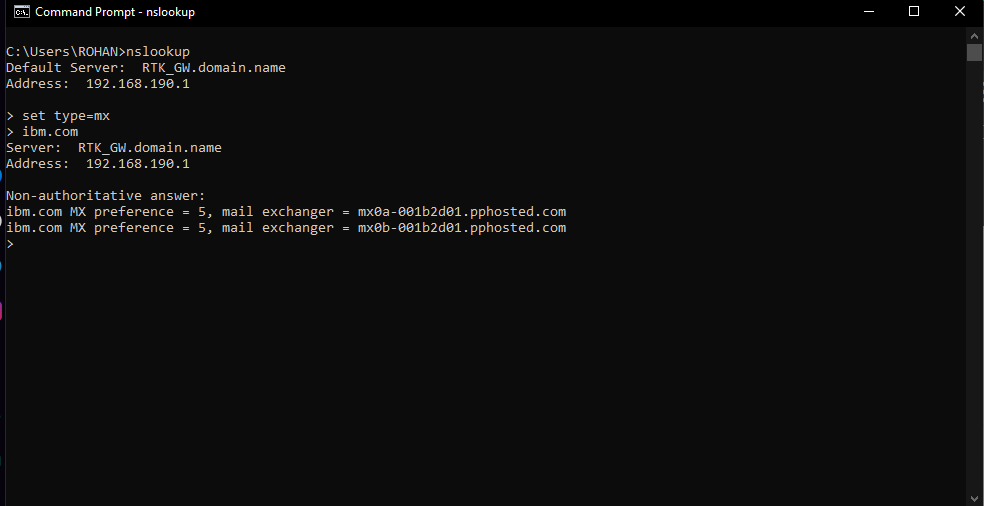 Command Prompt - nslookup
C:\Users\ROHAN>nslookup
Default Server:  RTK_GW.domain.name
Address:  192.168.190.1
> set type=mx
> ibm.com
Server:  RTK_GW.domain.name
Address:  192.168.190.1
Non-authoritative answer:
ibm.com MX preference = 5, mail exchanger = mx0a-001b2d01.pphosted.com
ibm.com MX preference = 5, mail exchanger = mx0b-001b2d01.pphosted.com
>